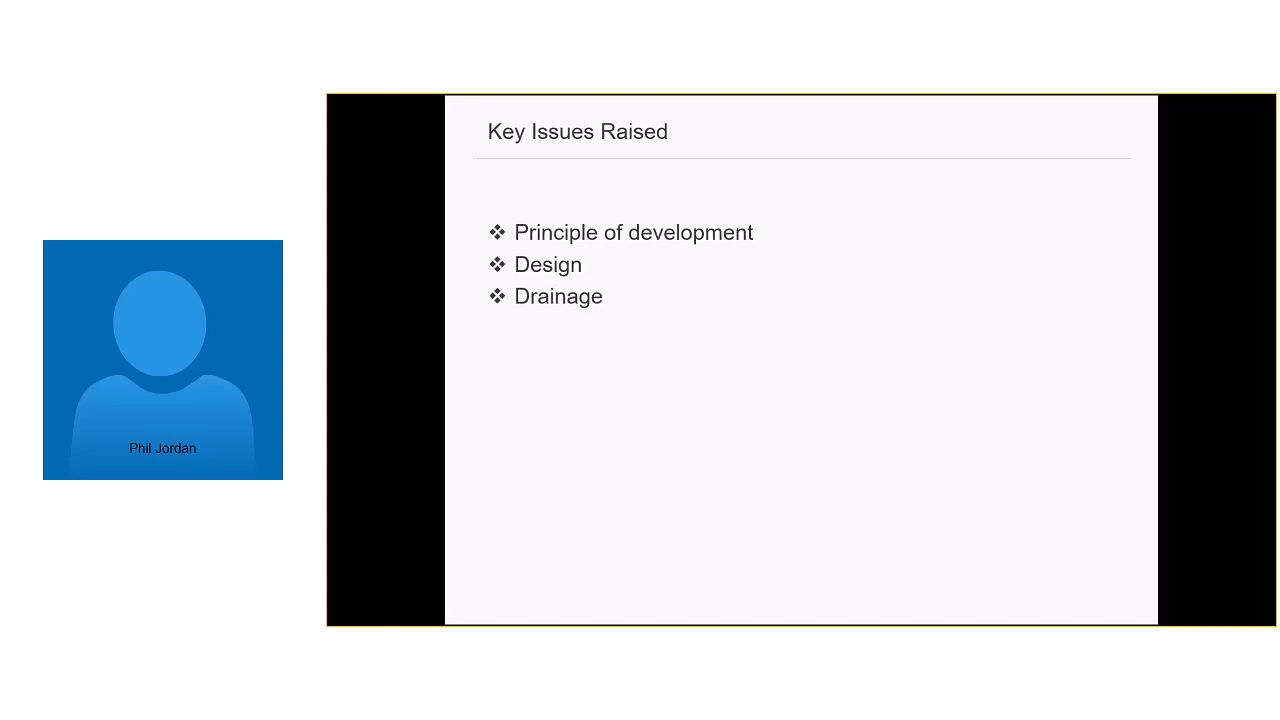 Key Issues Raised
❖ Principle of development
❖ Design
❖ Drainage
Phil Jordan